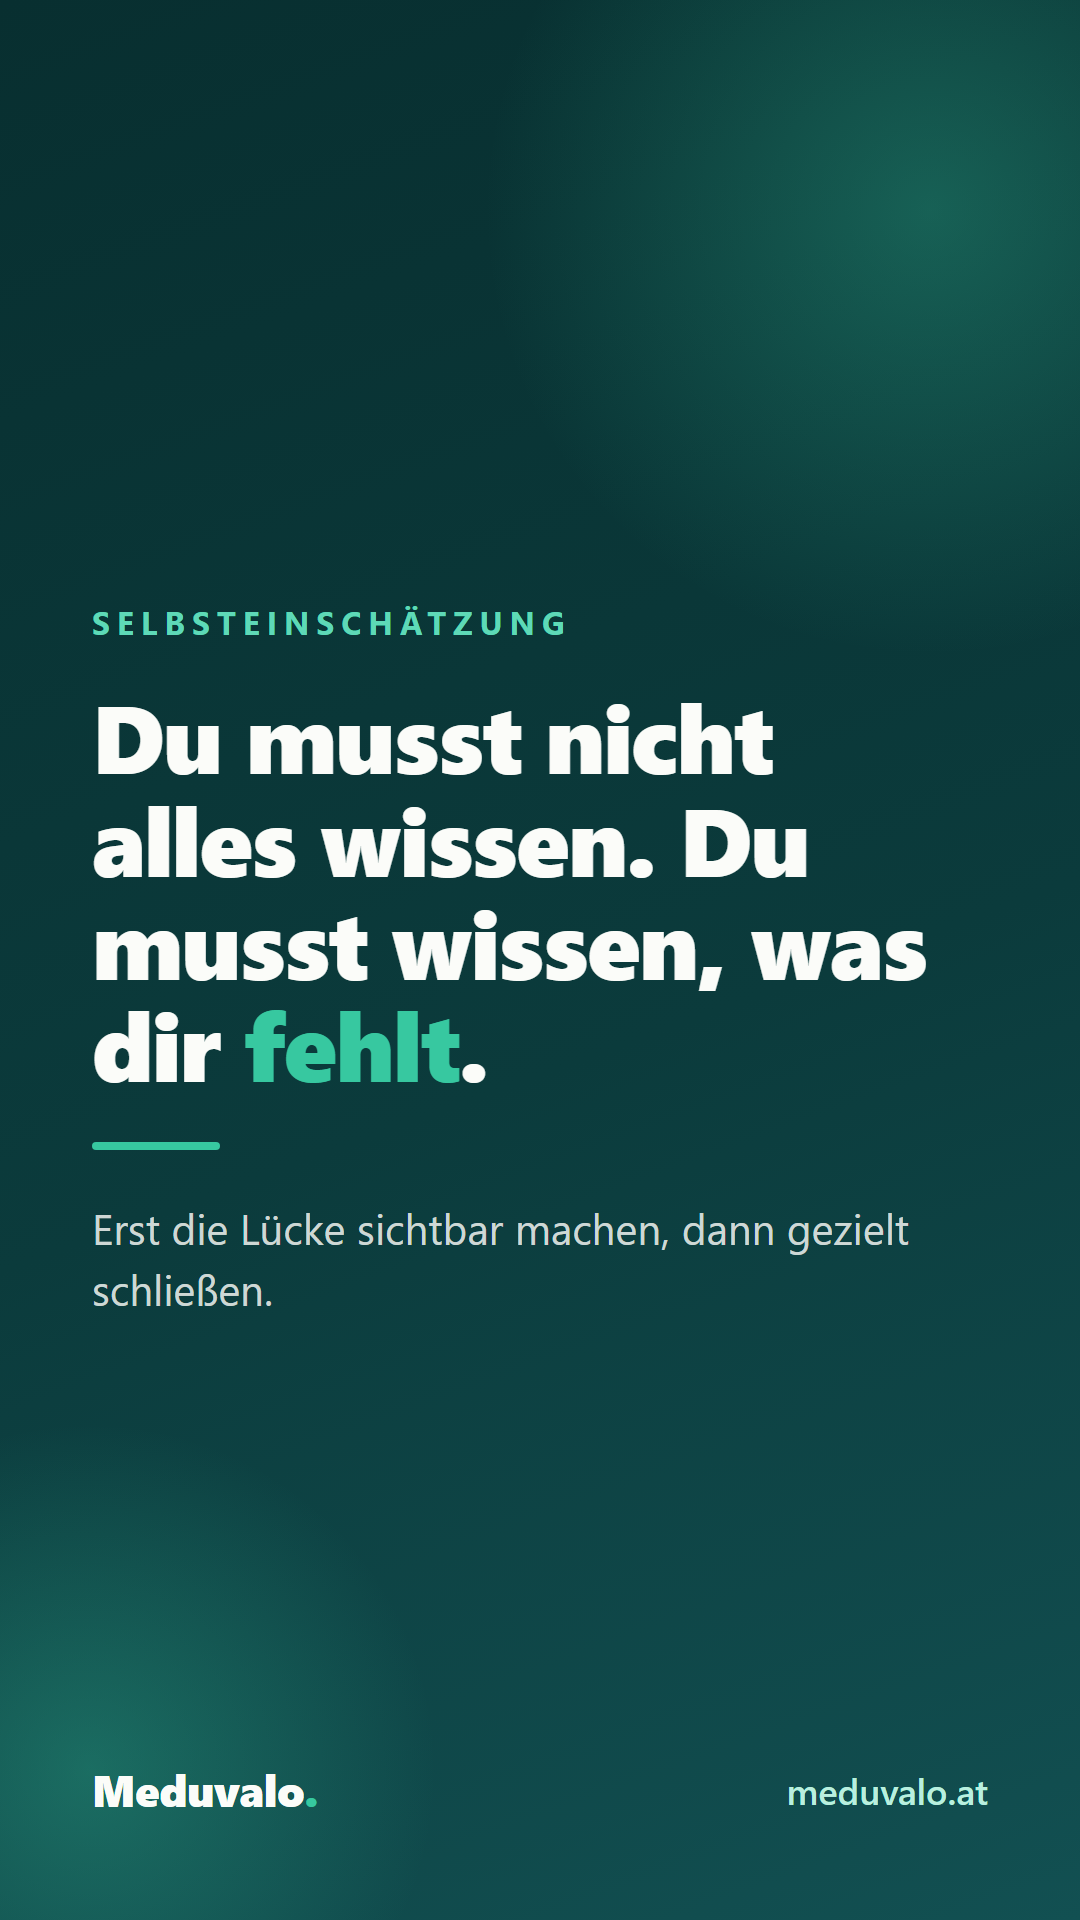 SELBSTEINSCHÄTZUNG
Du musst nicht
alles wissen. Du
musst wissen, was
dir fehlt.
Erst die Lücke sichtbar machen, dann gezielt
schließen.
Meduvalo.
meduvalo.at